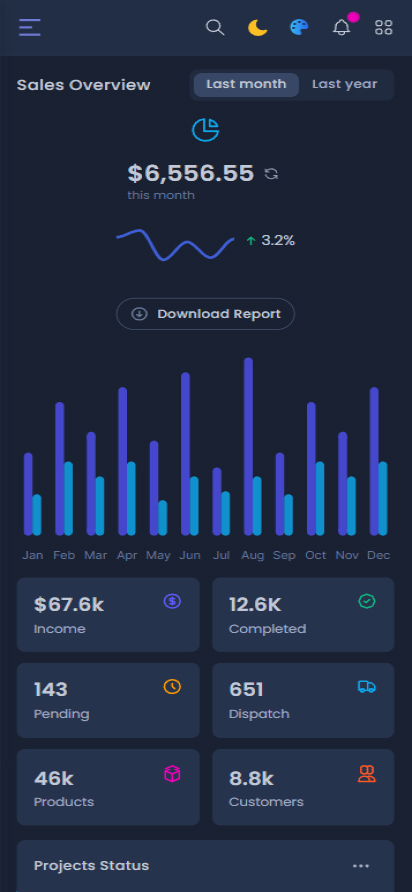 Sales Overview Last month Last year
$6,556.55
this month
3.2%
Download Report
Jan Feb Mar Apr May Jun Jul Aug Sep Oct Nov Dec
$67.6k 12.6K
Income Completed
143 651
Pending Dispatch
46k 8.8k
Products Customers
Projects Status